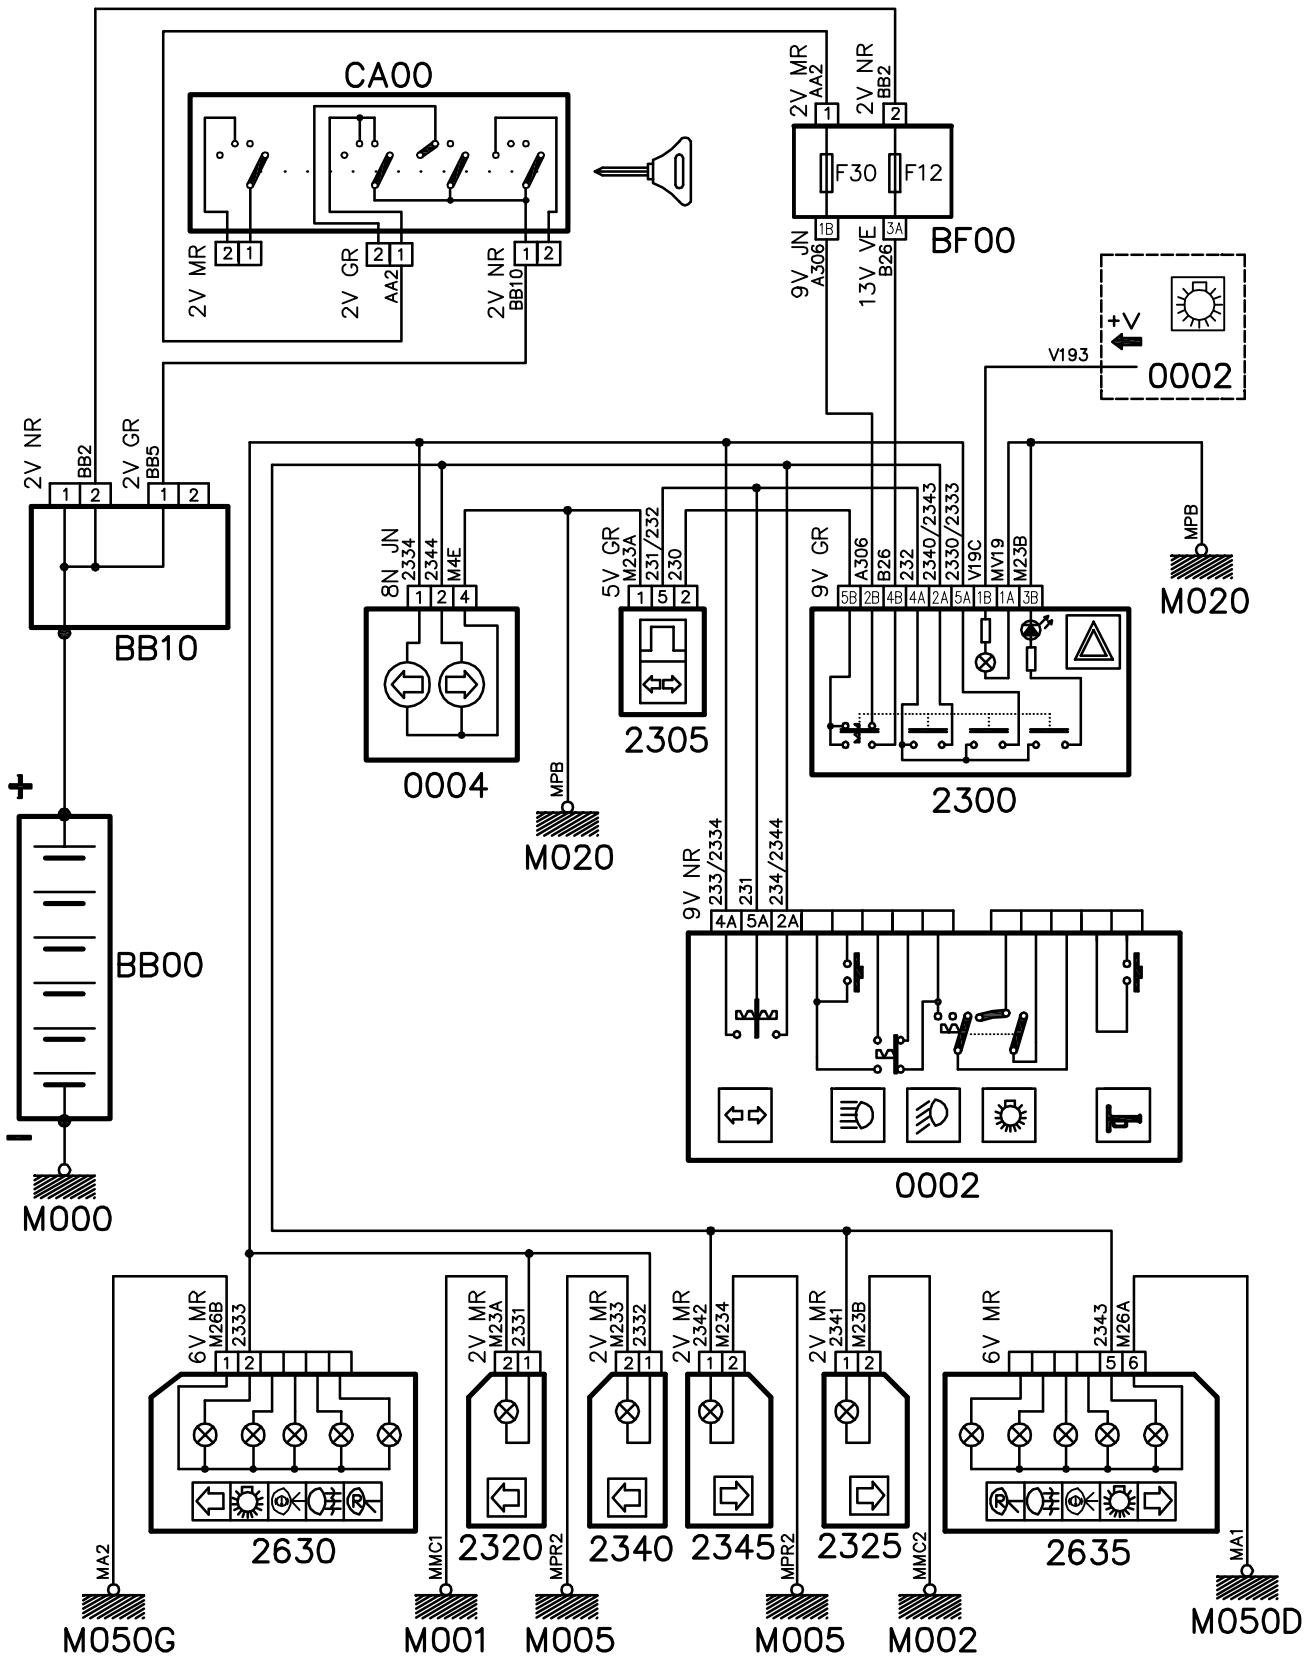 CA00
2 1
2V MR
2 1
2V GR
AA2
1 2
2V NR
BB10
2V MR
AA2
2V NR
BB2
1
2
F30
F12
1B
3A
BF00
9V JN
A306
13V VE
B26
+V
V193
0002
2V NR
BB2
2V GR
BB5
1 2
1 2
BB10
+
BB00
–
M000
8N JN
2334
2344
M4E
1 2 4
0004
MPB
M020
5V GR
M23A
231/232
230
1 5 2
2305
9V GR
A306
B26
232
2340/2343
2330/2333
V19C
MV19
M23B
5B 2B 4B 4A 2A 5A 1B 1A 3B
2300
MPB
M020
9V NR
233/2334
231
234/2344
4A 5A 2A
0002
6V MR
M26B
2333
1 2
R
2630
MA2
M050G
2V MR
M23A
2331
2 1
2320
MMC1
M001
2V MR
M233
2332
2 1
2340
MPR2
M005
2V MR
2342
M234
1 2
2345
MPR2
M005
2V MR
2341
M23B
1 2
2325
MMC2
M002
6V MR
2343
M26A
5 6
R
2635
MA1
M050D